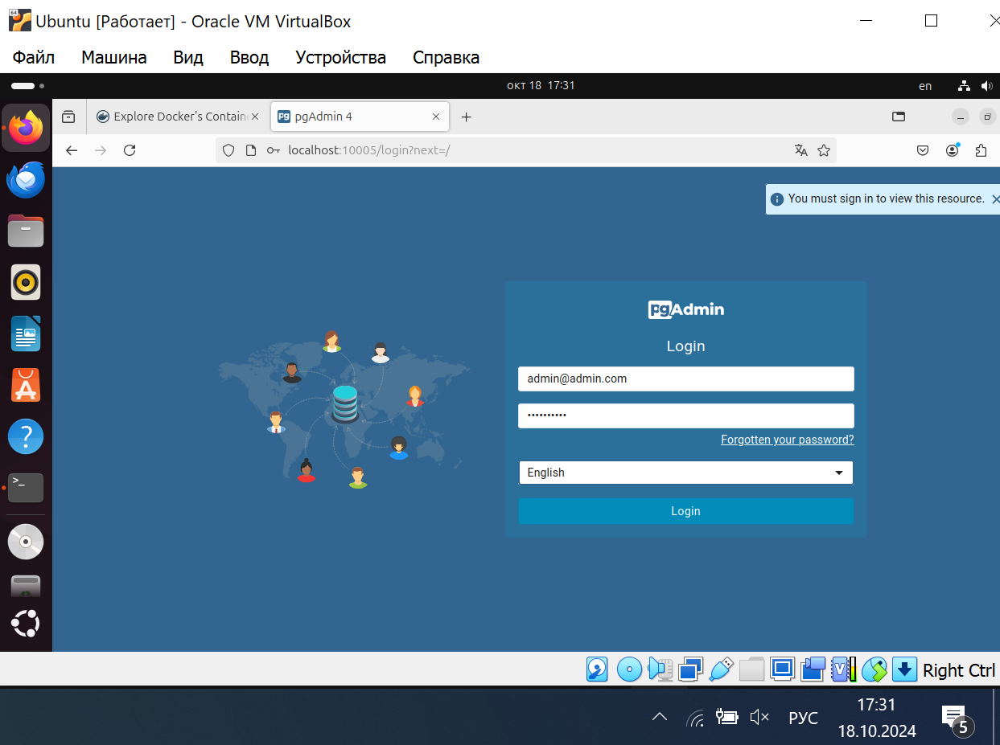 Ubuntu [Работает] - Oracle VM VirtualBox
Файл Машина Вид Ввод Устройства Справка
окт 18 17:31 en
Explore Docker's Contain pgAdmin 4
localhost:10005/login?next=/
You must sign in to view this resource.
pgAdmin
Login
admin@admin.com
••••••••••
Forgotten your password?
English
Login
Right Ctrl
РУС
17:31
18.10.2024
5